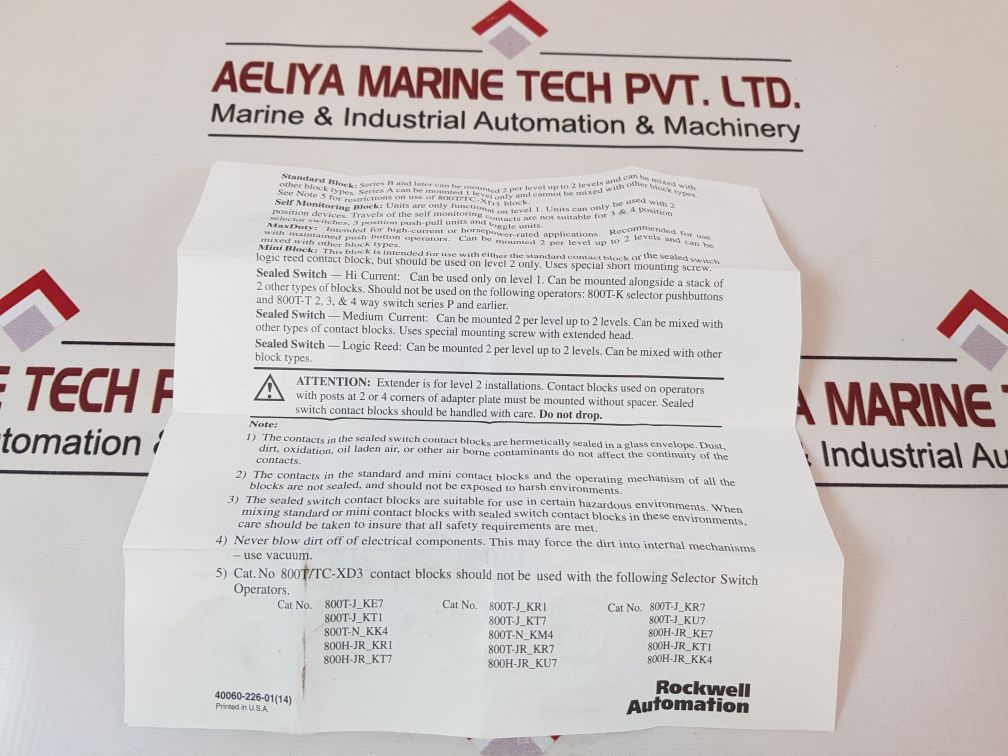 AELIYA MARINE TECH PVT. LTD.
Marine & Industrial Automation & Machinery
Standard Block: Series B and later can be mounted 2 per level up to 2 levels and can be mixed with
other block types. Series A can be mounted 1 level only and cannot be mixed with other block types.
See Note 5 for restrictions on use of 800T/TC-XD3 block.
Self Monitoring Block: Units are only functional on level 1. Units can only be used with 2
position devices. Travels of the self monitoring contacts are not suitable for 3 & 4 position
selector switches, 3 position push-pull units and toggle units.
MaxDuty: Intended for high-current or horsepower-rated applications. Recommended for use
with maintained push button operators. Can be mounted 2 per level up to 2 levels and can be
mixed with other block types.
Mini Block: This block is intended for use with either the standard contact block or the sealed switch
logic reed contact block, but should be used on level 2 only. Uses special short mounting screw.
Sealed Switch — Hi Current: Can be used only on level 1. Can be mounted alongside a stack of
2 other types of blocks. Should not be used on the following operators: 800T-K selector pushbuttons
and 800T-T 2, 3, & 4 way switch series P and earlier.
Sealed Switch — Medium Current: Can be mounted 2 per level up to 2 levels. Can be mixed with
other types of contact blocks. Uses special mounting screw with extended head.
Sealed Switch — Logic Reed: Can be mounted 2 per level up to 2 levels. Can be mixed with other
block types.
ATTENTION: Extender is for level 2 installations. Contact blocks used on operators
with posts at 2 or 4 corners of adapter plate must be mounted without spacer. Sealed
switch contact blocks should be handled with care. Do not drop.
Note:
1) The contacts in the sealed switch contact blocks are hermetically sealed in a glass envelope. Dust,
dirt, oxidation, oil laden air, or other air borne contaminants do not affect the continuity of the
contacts.
2) The contacts in the standard and mini contact blocks and the operating mechanism of all the
blocks are not sealed, and should not be exposed to harsh environments.
3) The sealed switch contact blocks are suitable for use in certain hazardous environments. When
mixing standard or mini contact blocks with sealed switch contact blocks in these environments,
care should be taken to insure that all safety requirements are met.
4) Never blow dirt off of electrical components. This may force the dirt into internal mechanisms
– use vacuum.
5) Cat. No 800T/TC-XD3 contact blocks should not be used with the following Selector Switch
Operators.
Cat No. 800T-J_KE7 Cat No. 800T-J_KR1 Cat No. 800T-J_KR7
800T-J_KT1 800T-J_KT7 800T-J_KU7
800T-N_KK4 800T-N_KM4 800H-JR_KE7
800H-JR_KR1 800T-JR_KR7 800H-JR_KT1
800H-JR_KT7 800H-JR_KU7 800H-JR_KK4
40060-226-01(14)
Printed in U.S.A.
Rockwell
Automation
E TECH P
tomation &
A MARINE T
& Industrial Au